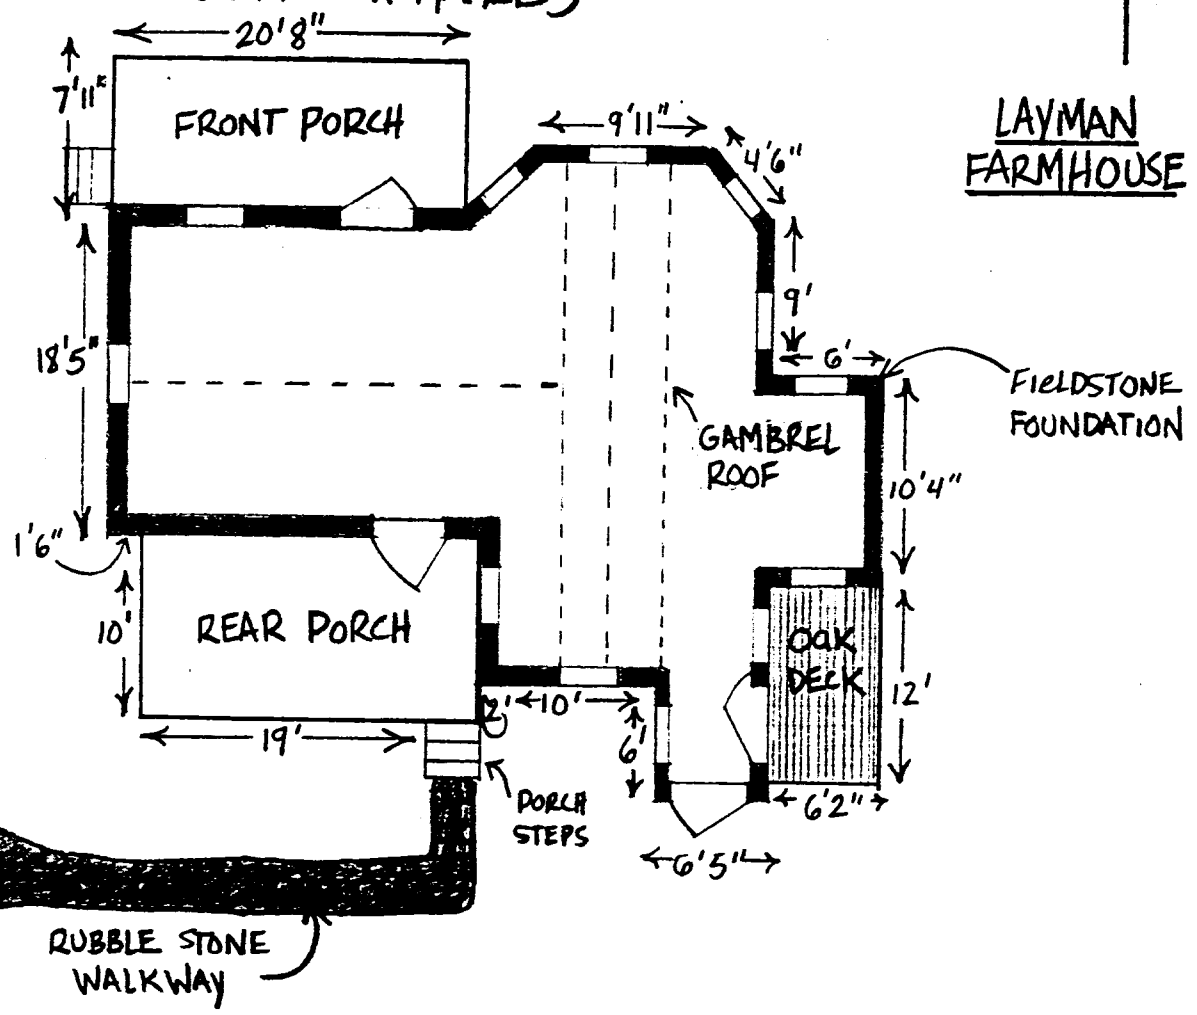 20'8"
7'11"
FRONT PORCH
9'11"
4'6"
LAYMAN
FARMHOUSE
9'
6'
18'5"
FIELDSTONE
FOUNDATION
GAMBREL
ROOF
10'4"
1'6"
10'
REAR PORCH
OAK
DECK
12'
2'
10'
19'
6'
6'2"
PORCH
STEPS
6'5"
RUBBLE STONE
WALKWAY